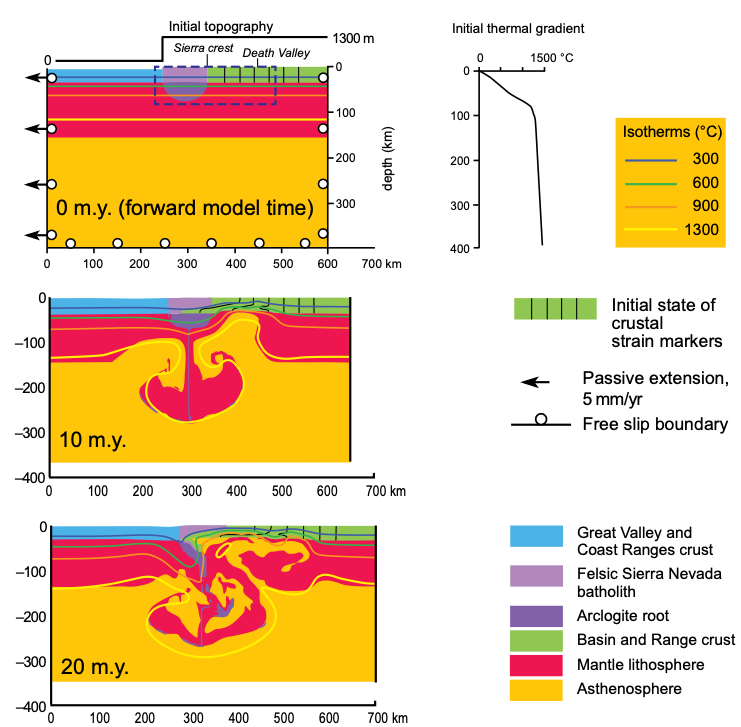 Initial topography
1300 m
0
Sierra crest
Death Valley
0
100
200
300
depth (km)
0 m.y. (forward model time)
0 100 200 300 400 500 600 700 km
Initial thermal gradient
0 1500 °C
0
100
200
300
400
Isotherms (°C)
300
600
900
1300
0
–100
–200
–300
–400
10 m.y.
0 100 200 300 400 500 600 700 km
Initial state of
crustal
strain markers
Passive extension,
5 mm/yr
Free slip boundary
0
–100
–200
–300
–400
20 m.y.
0 100 200 300 400 500 600 700 km
Great Valley and
Coast Ranges crust
Felsic Sierra Nevada
batholith
Arclogite root
Basin and Range crust
Mantle lithosphere
Asthenosphere